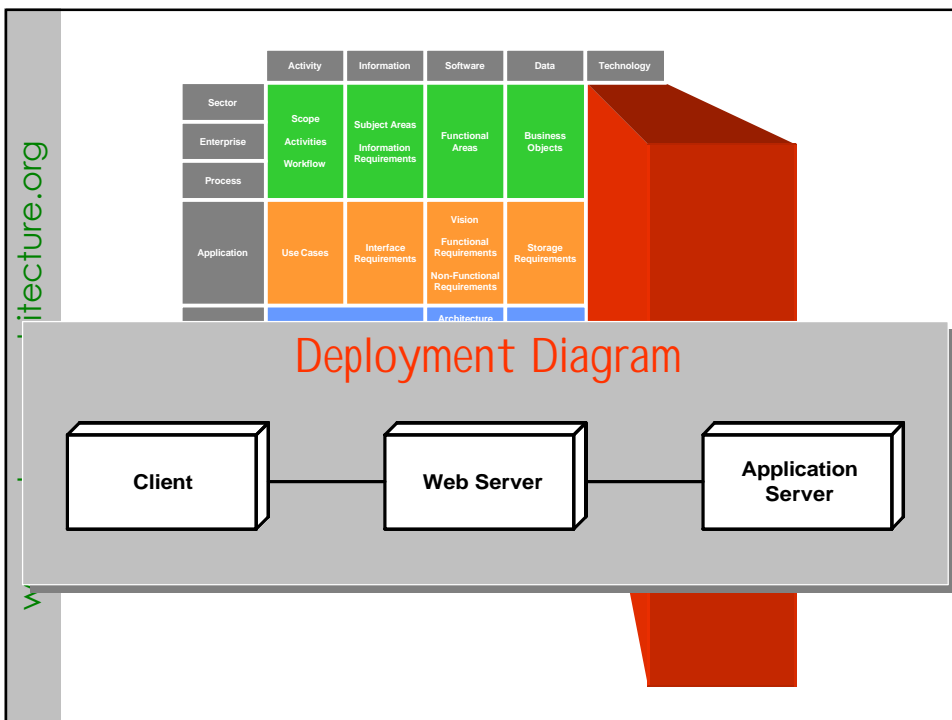 Activity
Information
Software
Data
Technology
Sector
Enterprise
Process
Scope
Activities
Workflow
Subject Areas
Information
Requirements
Functional
Areas
Business
Objects
Application
Use Cases
Interface
Requirements
Vision
Functional
Requirements
Non-Functional
Requirements
Storage
Requirements
Architecture
Deployment Diagram
Client
Web Server
Application
Server
itecture.org